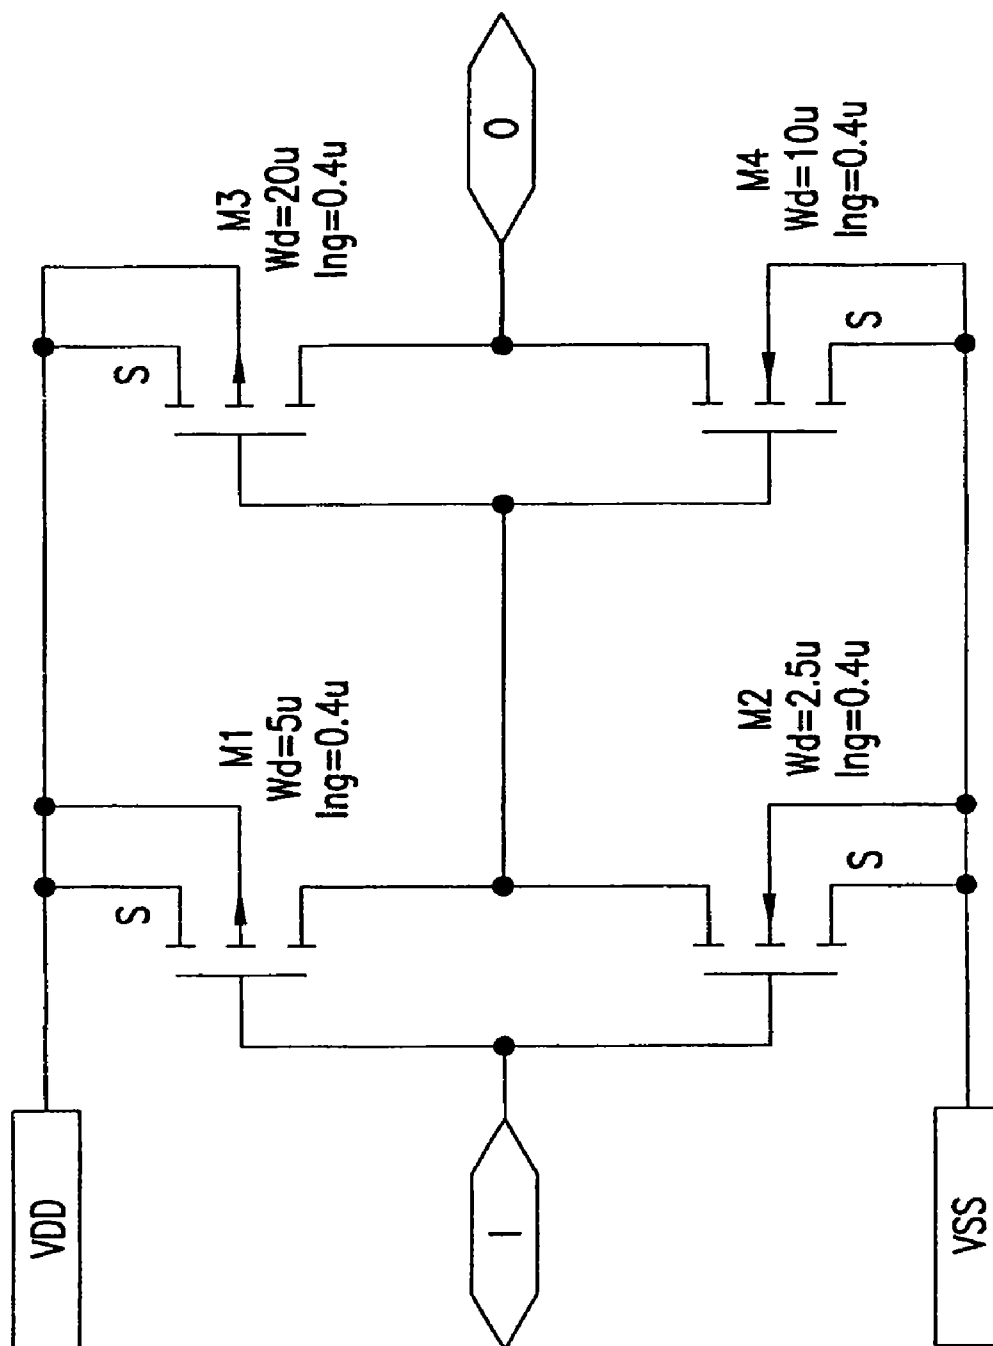 VDD
I
VSS
S
M1
Wd=5u
lng=0.4u
S
M2
Wd=2.5u
lng=0.4u
S
M3
Wd=20u
lng=0.4u
S
M4
Wd=10u
lng=0.4u
O